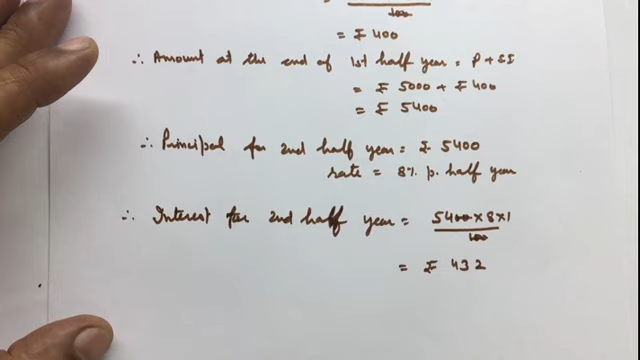 =
100
= ₹ 400
∴ Amount at the end of 1st half year = P + SI
= ₹ 5000 + ₹ 400
= ₹ 5400
∴ Principal for 2nd half year = ₹ 5400
rate = 8% p. half year
∴ Interest for 2nd half year = 5400 × 8 × 1
100
= ₹ 432